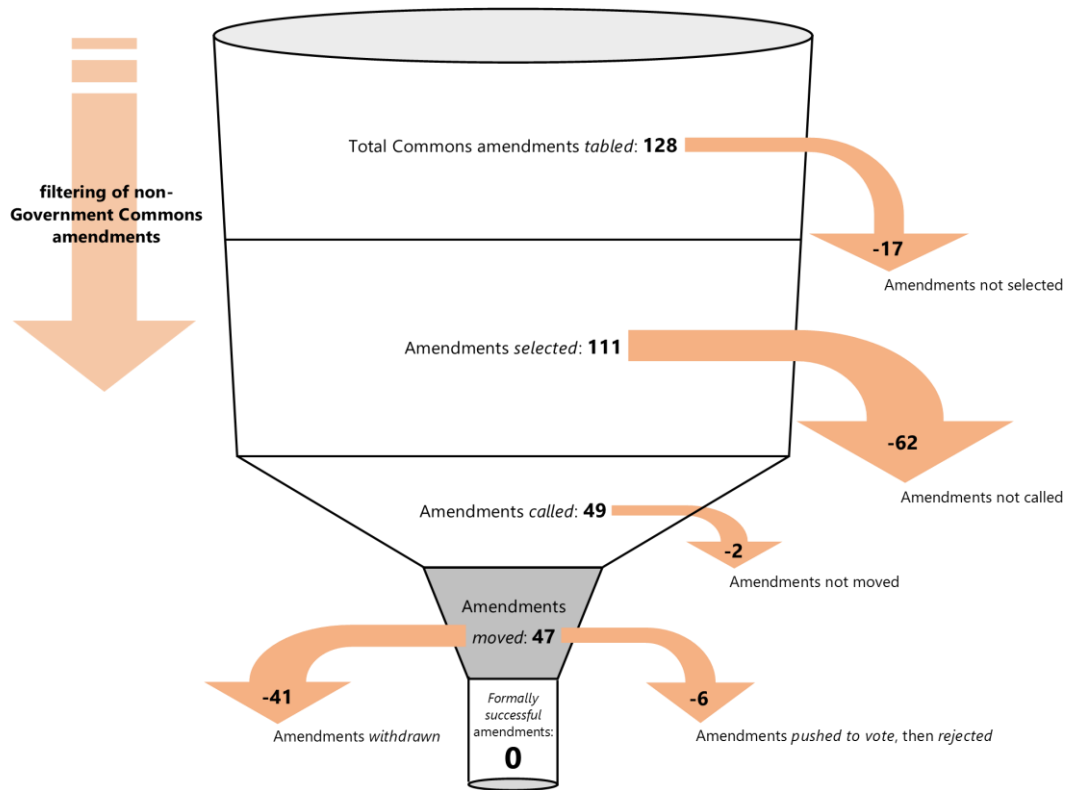 Total Commons amendments tabled: 128
filtering of non-
Government Commons
amendments
-17
Amendments not selected
Amendments selected: 111
-62
Amendments not called
Amendments called: 49
-2
Amendments not moved
Amendments
moved: 47
-41
Amendments withdrawn
-6
Amendments pushed to vote, then rejected
Formally
successful
amendments:
0